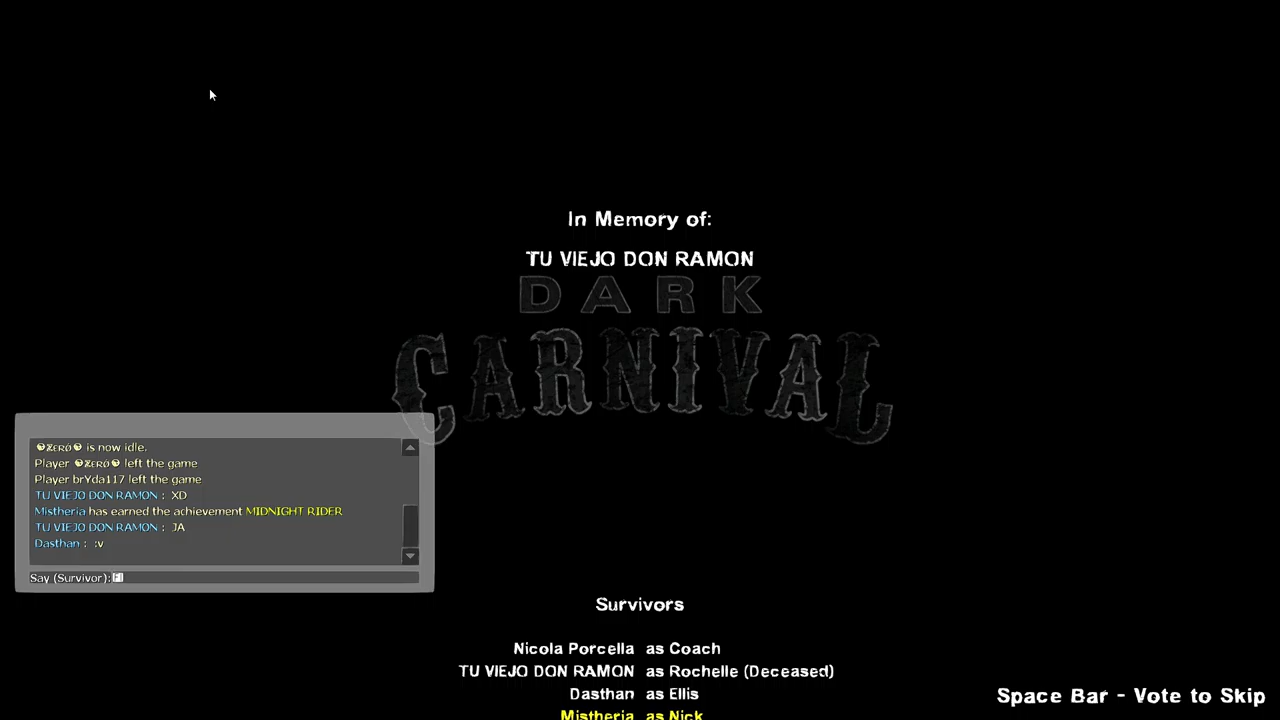 In Memory of:
TU VIEJO DON RAMON
DARK
CARNIVAL
is now idle.
Player left the game
Player brYda117 left the game
TU VIEJO DON RAMON : XD
Mistheria has earned the achievement MIDNIGHT RIDER
TU VIEJO DON RAMON : JA
Dasthan : :v
Say (Survivor):
Survivors
Nicola Porcella as Coach
TU VIEJO DON RAMON as Rochelle (Deceased)
Dasthan as Ellis
Mistheria as Nick
Space Bar - Vote to Skip